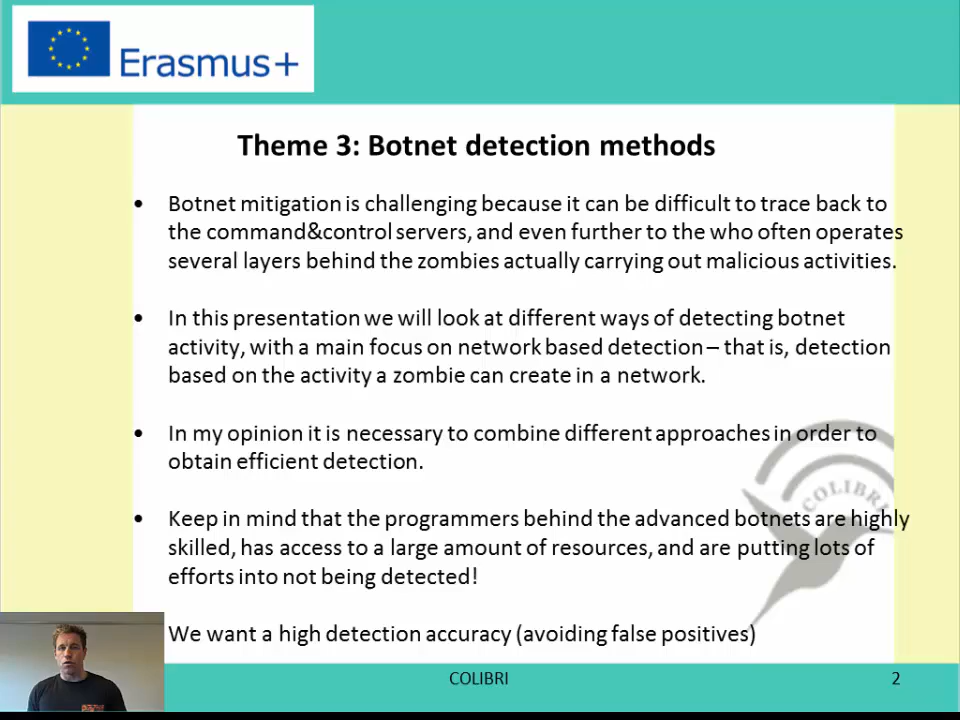 Erasmus+
Theme 3: Botnet detection methods
• Botnet mitigation is challenging because it can be difficult to trace back to
the command&control servers, and even further to the who often operates
several layers behind the zombies actually carrying out malicious activities.
• In this presentation we will look at different ways of detecting botnet
activity, with a main focus on network based detection – that is, detection
based on the activity a zombie can create in a network.
• In my opinion it is necessary to combine different approaches in order to
obtain efficient detection.
COLIBRI
• Keep in mind that the programmers behind the advanced botnets are highly
skilled, has access to a large amount of resources, and are putting lots of
efforts into not being detected!
We want a high detection accuracy (avoiding false positives)
COLIBRI
2